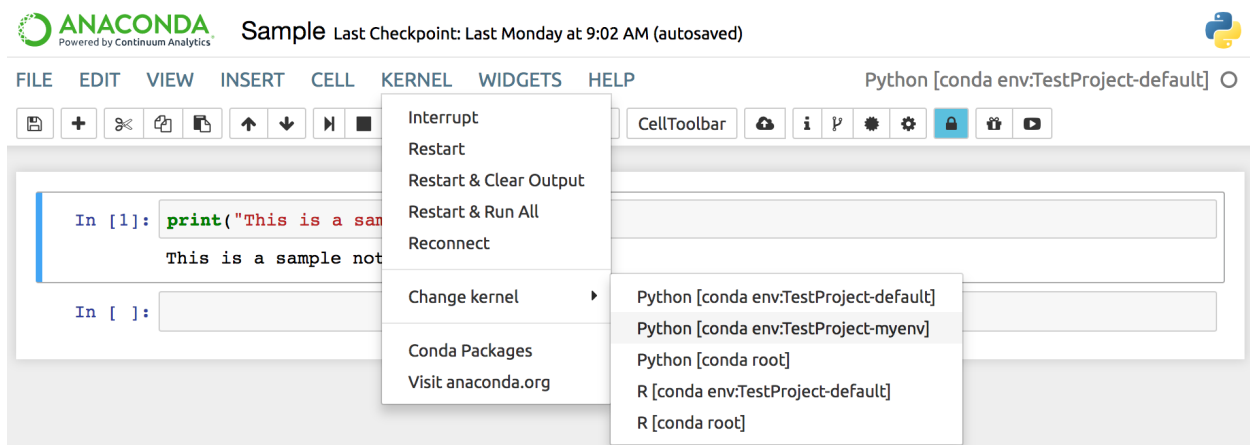 ANACONDA
Powered by Continuum Analytics
Sample Last Checkpoint: Last Monday at 9:02 AM (autosaved)
FILE EDIT VIEW INSERT CELL KERNEL WIDGETS HELP Python [conda env:TestProject-default]
CellToolbar
Interrupt
Restart
Restart & Clear Output
Restart & Run All
Reconnect
Change kernel
Conda Packages
Visit anaconda.org
Python [conda env:TestProject-default]
Python [conda env:TestProject-myenv]
Python [conda root]
R [conda env:TestProject-default]
R [conda root]
In [1]: print("This is a sam
This is a sample not
In [ ]: